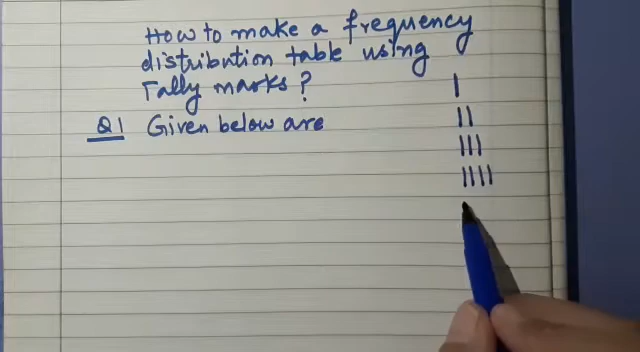 How to make a frequency
distribution table using
Tally marks?
|
Q1 Given below are
||
|||
||||